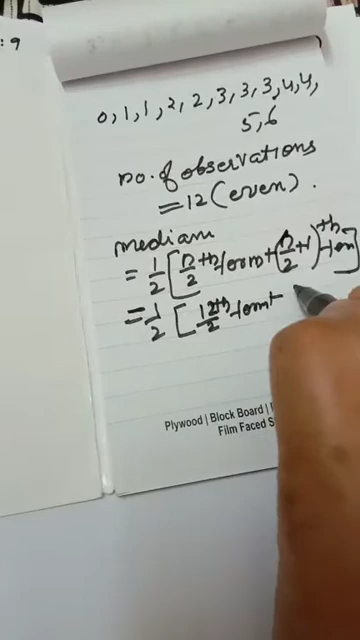 : 9
0, 1, 1, 2, 2, 3, 3, 3, 4, 4,
5, 6
no. of observations
= 12 (even).
median
= 1/2 [ n/2 th term + (n/2 + 1)th term ]
= 1/2 [ 12/2 th term +
Plywood | Block Board |
Film Faced S